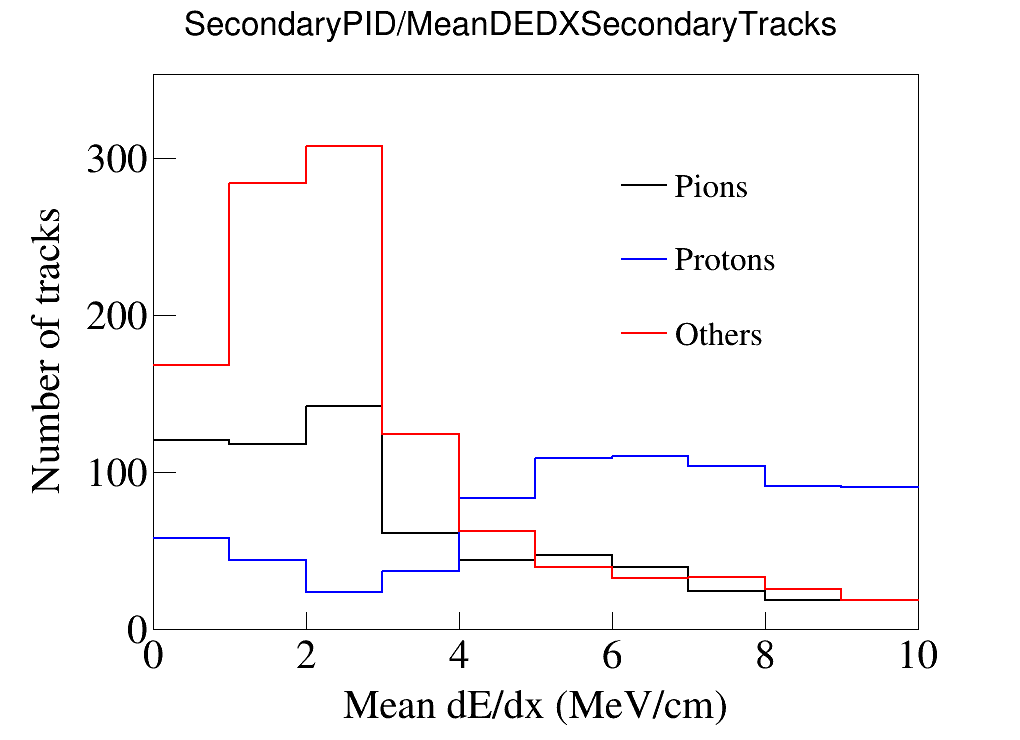 SecondaryPID/MeanDEDXSecondaryTracks
Number of tracks
300
200
100
0
Pions
Protons
Others
0 2 4 6 8 10
Mean dE/dx (MeV/cm)